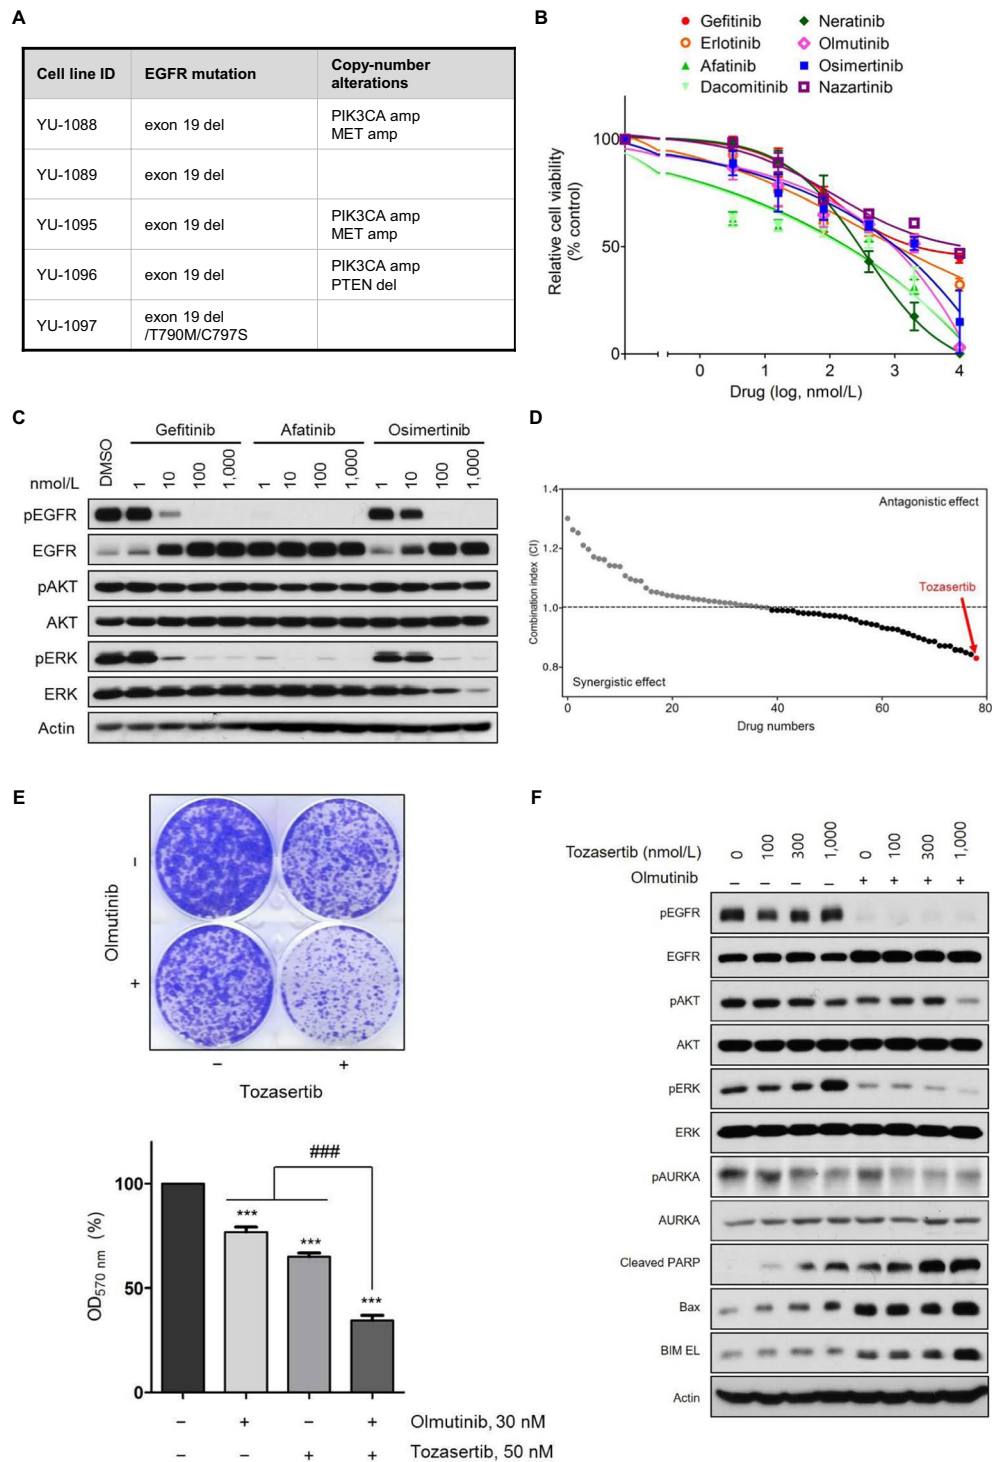 A
Cell line ID EGFR mutation Copy-number
alterations
YU-1088 exon 19 del PIK3CA amp
MET amp
YU-1089 exon 19 del
YU-1095 exon 19 del PIK3CA amp
MET amp
YU-1096 exon 19 del PIK3CA amp
PTEN del
YU-1097 exon 19 del
/T790M/C797S
B
Gefitinib Neratinib
Erlotinib Olmutinib
Afatinib Osimertinib
Dacomitinib Nazartinib
Relative cell viability
(% control)
100
50
0
0 1 2 3 4
Drug (log, nmol/L)
C
Gefitinib Afatinib Osimertinib
nmol/L DMSO 1 10 100 1,000 1 10 100 1,000 1 10 100 1,000
pEGFR
EGFR
pAKT
AKT
pERK
ERK
Actin
D
Combination index (CI)
1.4
1.2
1.0
0.8
Antagonistic effect
Tozasertib
Synergistic effect
0 20 40 60 80
Drug numbers
E
Olmutinib
–
+
– +
Tozasertib
###
OD570 nm (%)
100
50
0
*** *** ***
– + – + Olmutinib, 30 nM
– – + + Tozasertib, 50 nM
F
Tozasertib (nmol/L) 0 100 300 1,000 0 100 300 1,000
Olmutinib – – – – + + + +
pEGFR
EGFR
pAKT
AKT
pERK
ERK
pAURKA
AURKA
Cleaved PARP
Bax
BIM EL
Actin